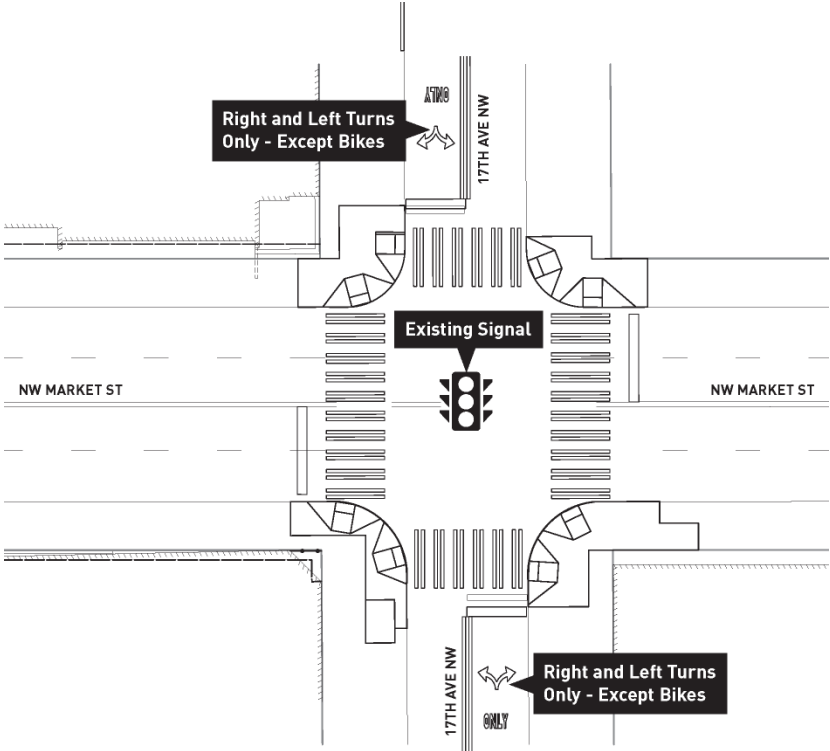 ONLY
Right and Left Turns
Only - Except Bikes
17TH AVE NW
Existing Signal
NW MARKET ST
NW MARKET ST
17TH AVE NW
Right and Left Turns
Only - Except Bikes
ONLY